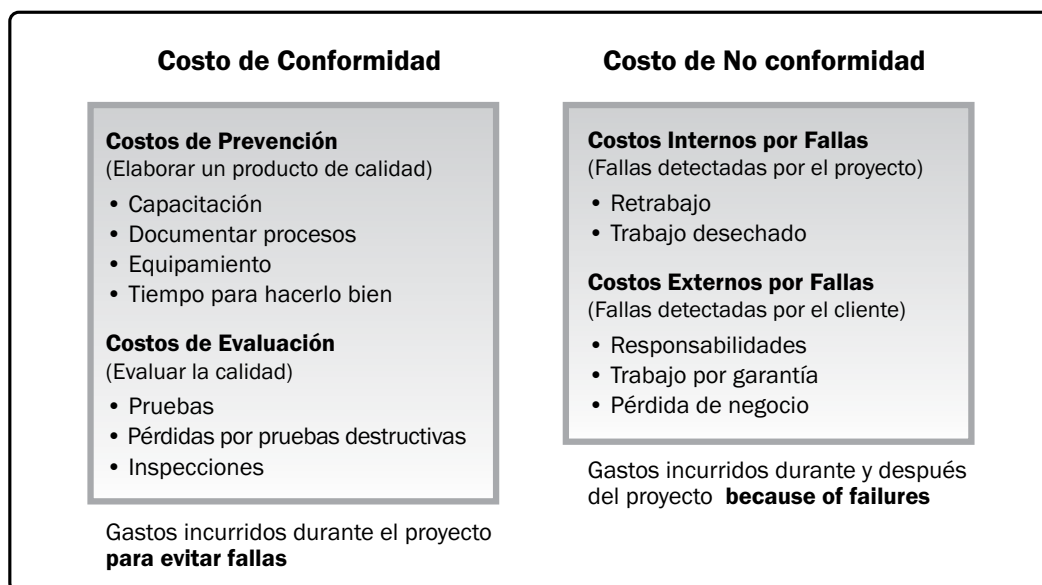 Costo de Conformidad
Costos de Prevención
(Elaborar un producto de calidad)
• Capacitación
• Documentar procesos
• Equipamiento
• Tiempo para hacerlo bien
Costos de Evaluación
(Evaluar la calidad)
• Pruebas
• Pérdidas por pruebas destructivas
• Inspecciones
Gastos incurridos durante el proyecto
para evitar fallas
Costo de No conformidad
Costos Internos por Fallas
(Fallas detectadas por el proyecto)
• Retrabajo
• Trabajo desechado
Costos Externos por Fallas
(Fallas detectadas por el cliente)
• Responsabilidades
• Trabajo por garantía
• Pérdida de negocio
Gastos incurridos durante y después
del proyecto because of failures